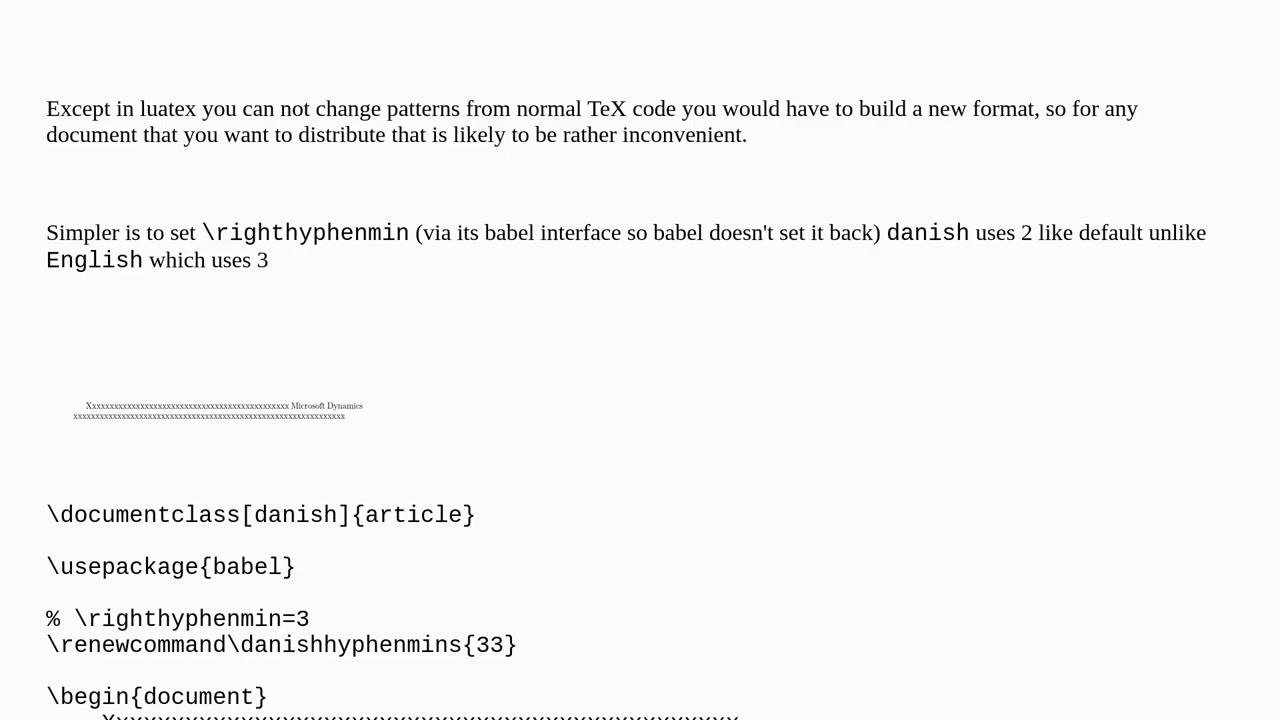 Except in luatex you can not change patterns from normal TeX code you would have to build a new format, so for any
document that you want to distribute that is likely to be rather inconvenient.
Simpler is to set \righthyphenmin (via its babel interface so babel doesn't set it back) danish uses 2 like default unlike
English which uses 3
Xxxxxxxxxxxxxxxxxxxxxxxxxxxxxxxxxxxxxxxxxxxxxx Microsoft Dynamics
xxxxxxxxxxxxxxxxxxxxxxxxxxxxxxxxxxxxxxxxxxxxxxxxxxxxxxxxxxxxxx
\documentclass[danish]{article}
\usepackage{babel}
% \righthyphenmin=3
\renewcommand\danishhyphenmins{33}
\begin{document}